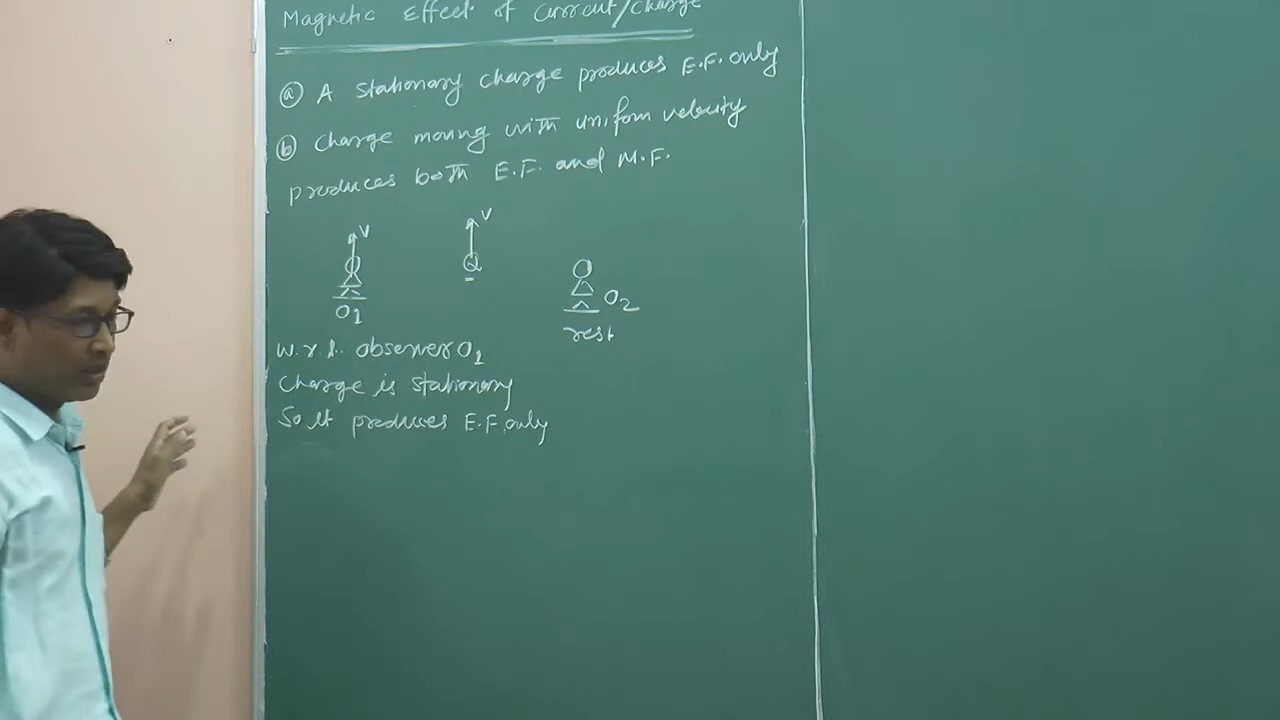 Magnetic Effect of Current/Charge
(a) A stationary charge produces E.F. only
(b) Charge moving with uniform velocity
produces both E.F. and M.F.
V
V
Q
O1
O2
rest
w.r.t. observer O1
Charge is stationary
So it produces E.F. only